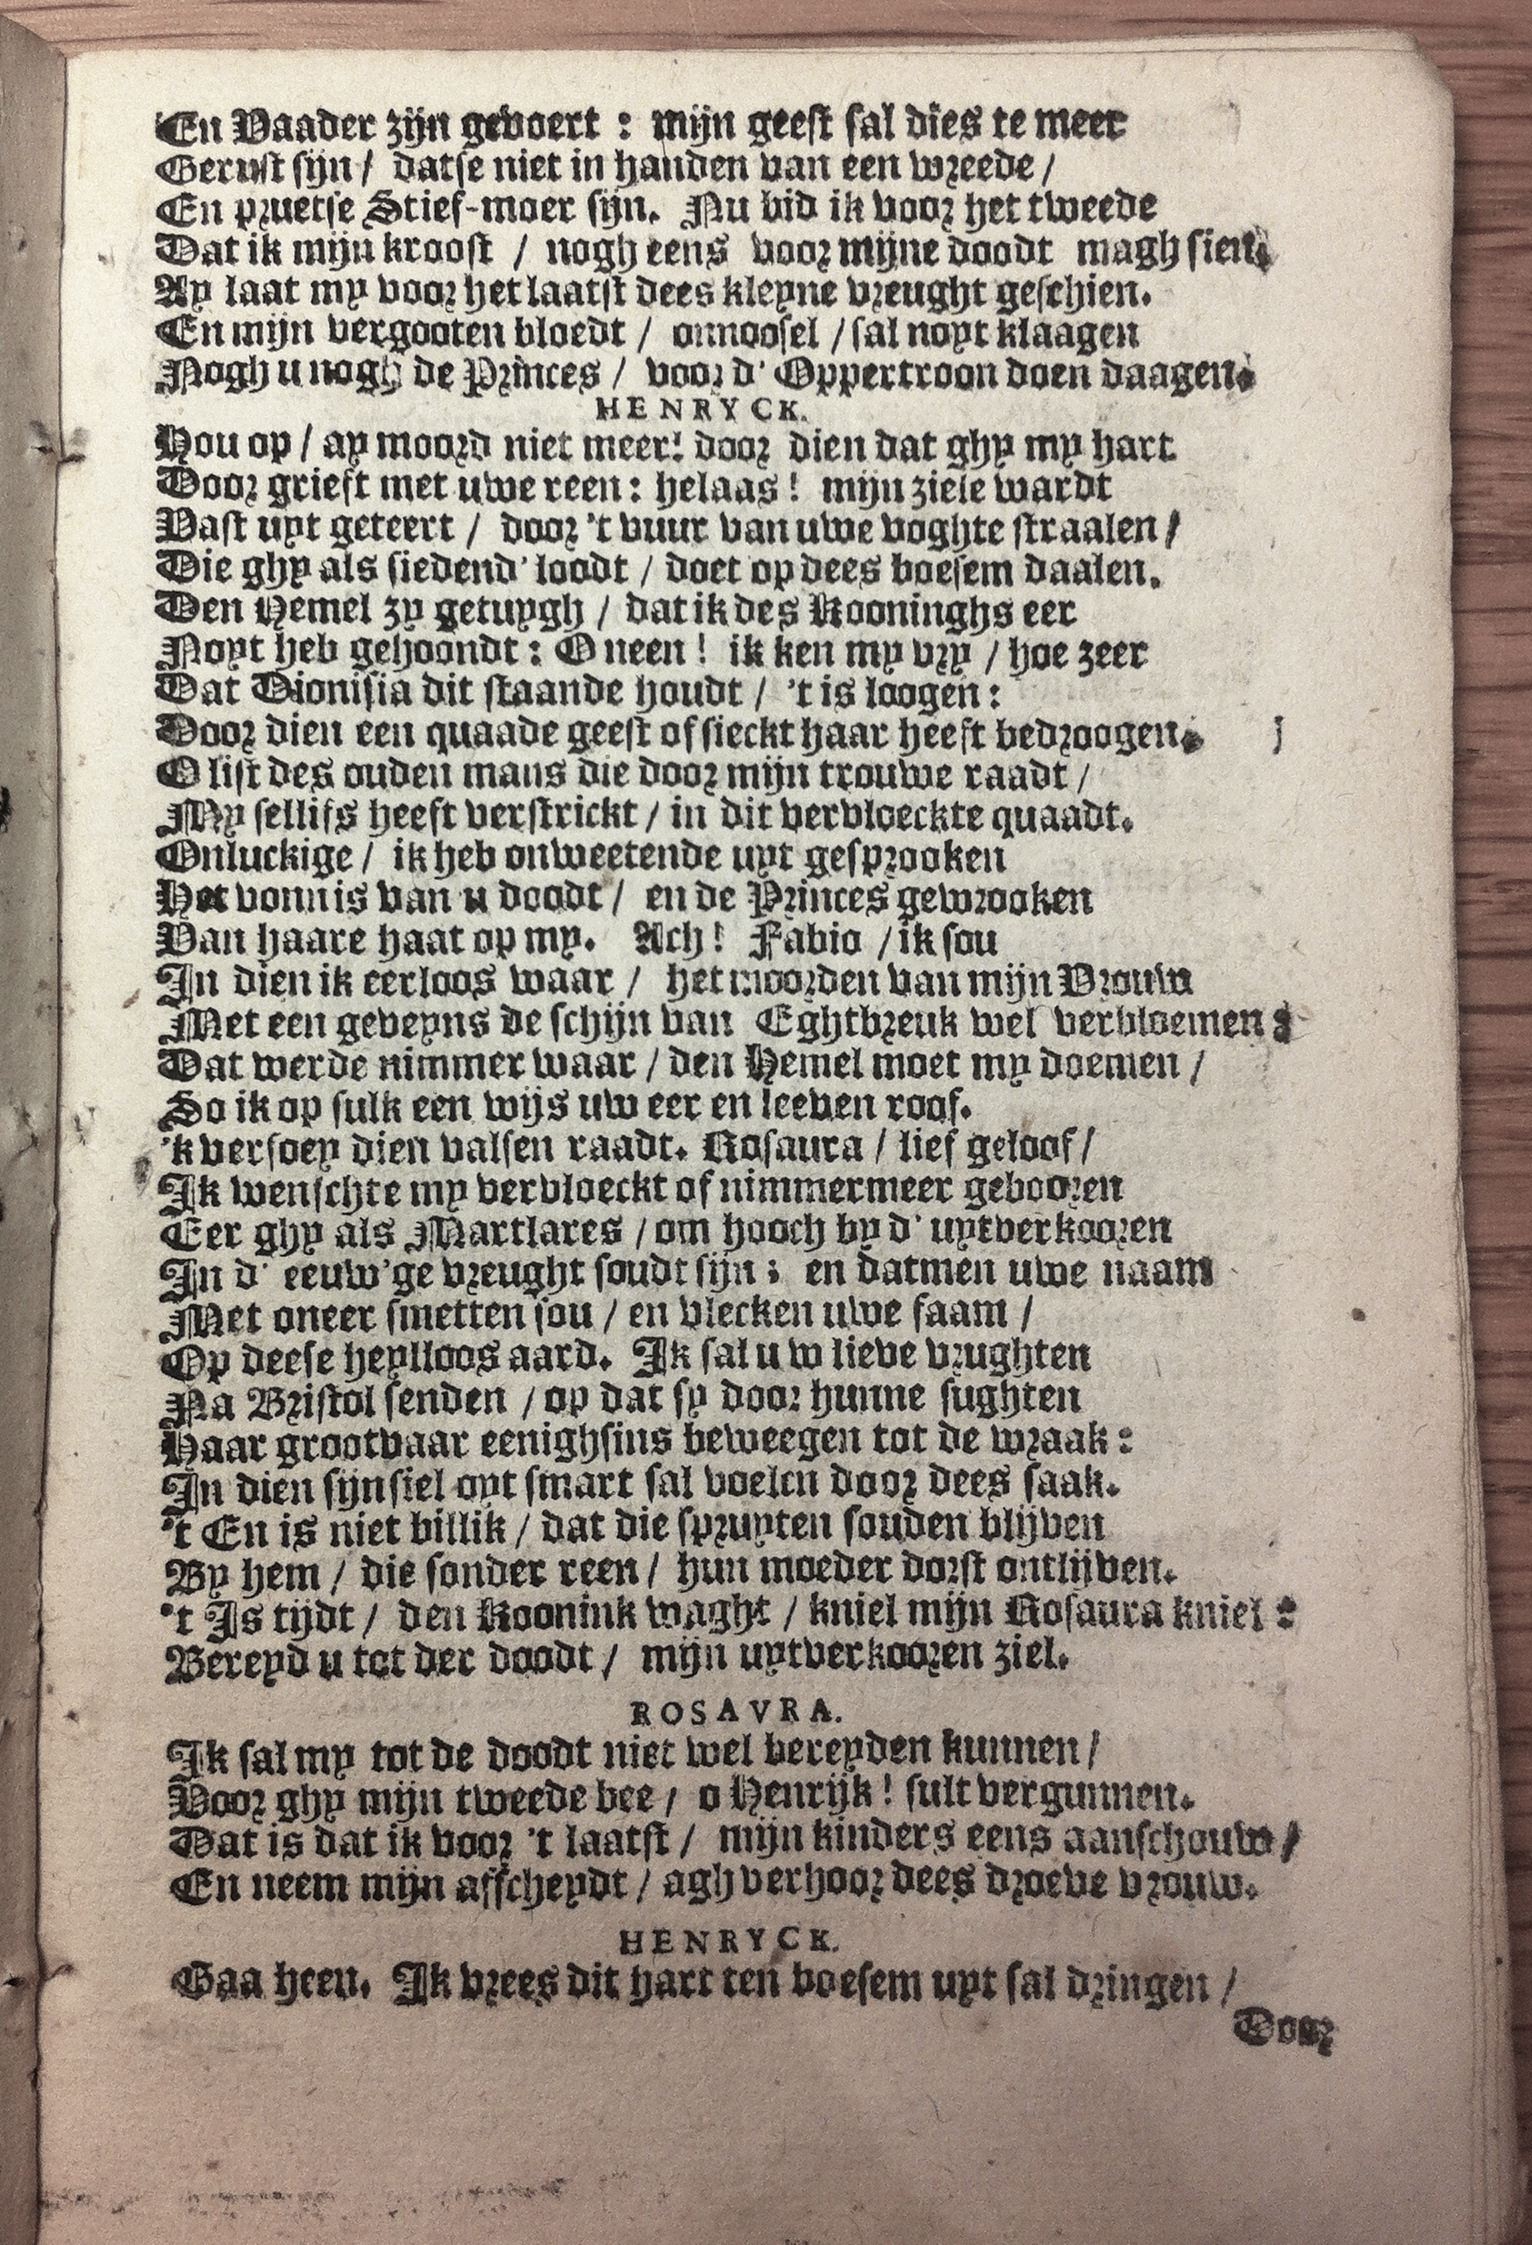 En Vaader zijn gevoert : mijn geest sal dies te meer
Gerust sijn / datse niet in handen van een wreede /
En pruetse Stief-moer sijn. Nu bid ik voor het tweede
Dat ik mijn kroost / nogh eens voor mijne doodt magh sien.
Ay laat my voor het laatst dees kleyne vreught geschien.
En mijn vergooten bloedt / onnoosel / sal noyt klaagen
Nogh u nogh de Princes / voor d' Oppertroon doen daagen.
HENRYCK.
Hou op / ay moord niet meer! door dien dat ghy my hart
Door grieft met uwe reen : helaas ! mijn ziele wardt
Vast uyt geteert / door 't vuur van uwe voghte straalen /
Die ghy als siedend' loodt / doet op dees boesem daalen.
Den Hemel zy getuygh / dat ik des Kooninghs eer
Noyt heb gehoondt : O neen ! ik ken my vry / hoe zeer
Dat Dionisia dit staande houdt / 't is loogen :
Door dien een quaade geest of sieckt haar heeft bedroogen.
O list des ouden mans die door mijn trouwe raadt /
My sellifs heeft verstrickt / in dit vervloeckte quaadt.
Onluckige / ik heb onweetende uyt gesprooken
Het vonnis van u doodt / en de Princes gewrooken
Van haare haat op my. Ach ! Fabio / ik sou
In dien ik eerloos waar / het moorden van mijn Vrouw
Met een geveyns de schijn van Eghtbreuk wel verbloemen ;
Dat werde nimmer waar / den Hemel moet my doemen /
So ik op sulk een wijs uw eer en leeven roof.
'k versoey dien valsen raadt. Rosaura / lief geloof /
Ik wenschte my vervloeckt of nimmermeer gebooren
Eer ghy als Martlares / om hooch by d' uytverkooren
In d' eeuw'ge vreught soudt sijn ; en datmen uwe naam
Met oneer smetten sou / en vlecken uwe faam /
Op deese heylloos aard. Ik sal u w lieve vrughten
Na Bristol senden / op dat sy door hunne sughten
Haar grootvaar eenighsins beweegen tot de wraak :
In dien sijn siel oyt smart sal voelen door dees saak.
't En is niet billik / dat die spruyten souden blijven
By hem / die sonder reen / hun moeder dorst ontlijven.
't Is tijdt / den Koonink waght / kniel mijn Rosaura kniel :
Bereyd u tot der doodt / mijn uytverkooren ziel.
ROSAVRA.
Ik sal my tot de doodt niet wel bereyden kunnen /
Voor ghy mijn tweede bee / o Henrijk ! sult vergunnen.
Dat is dat ik voor 't laatst / mijn kinders eens aanschouw /
En neem mijn affcheydt / agh verhoor dees droeve vrouw.
HENRYCK.
Gaa heen. Ik vrees dit hart ten boesem uyt sal dringen /
Door